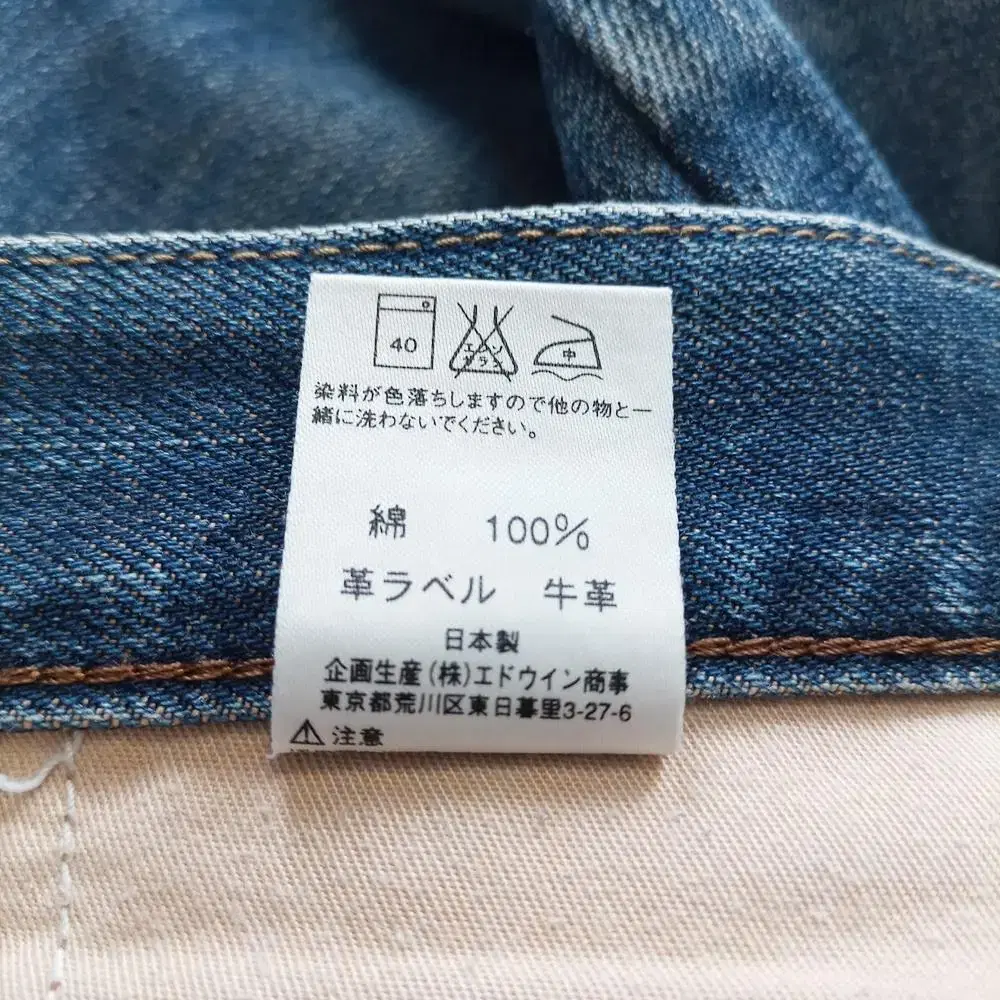 40
エンソ
サラシ
中
染料が色落ちしますので他の物と一
緒に洗わないでください。
綿 100%
革ラベル 牛革
日本製
企画生産(株)エドウイン商事
東京都荒川区東日暮里3-27-6
注意